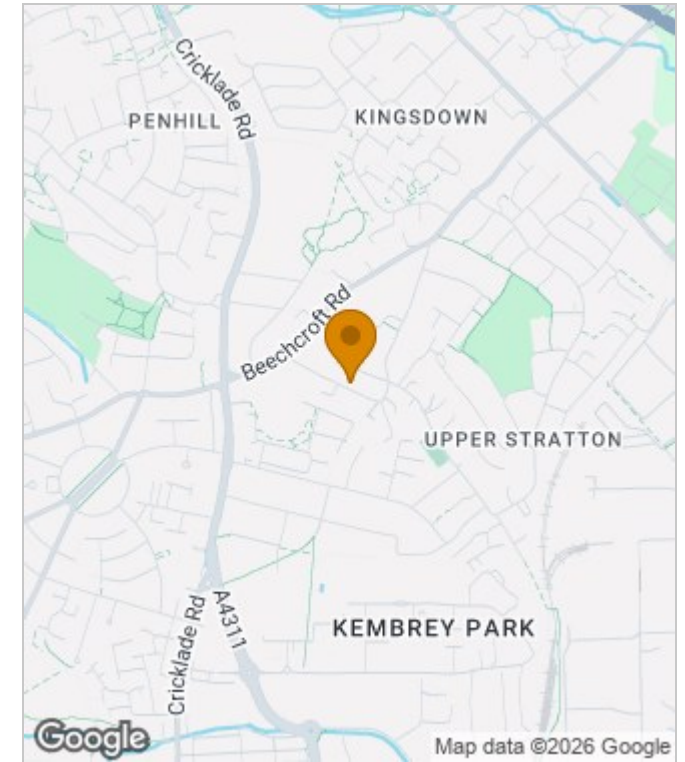 Cricklade Rd
PENHILL
KINGSDOWN
Beechcroft Rd
UPPER STRATTON
Cricklade Rd
A4311
KEMBREY PARK
Google
Map data ©2026 Google